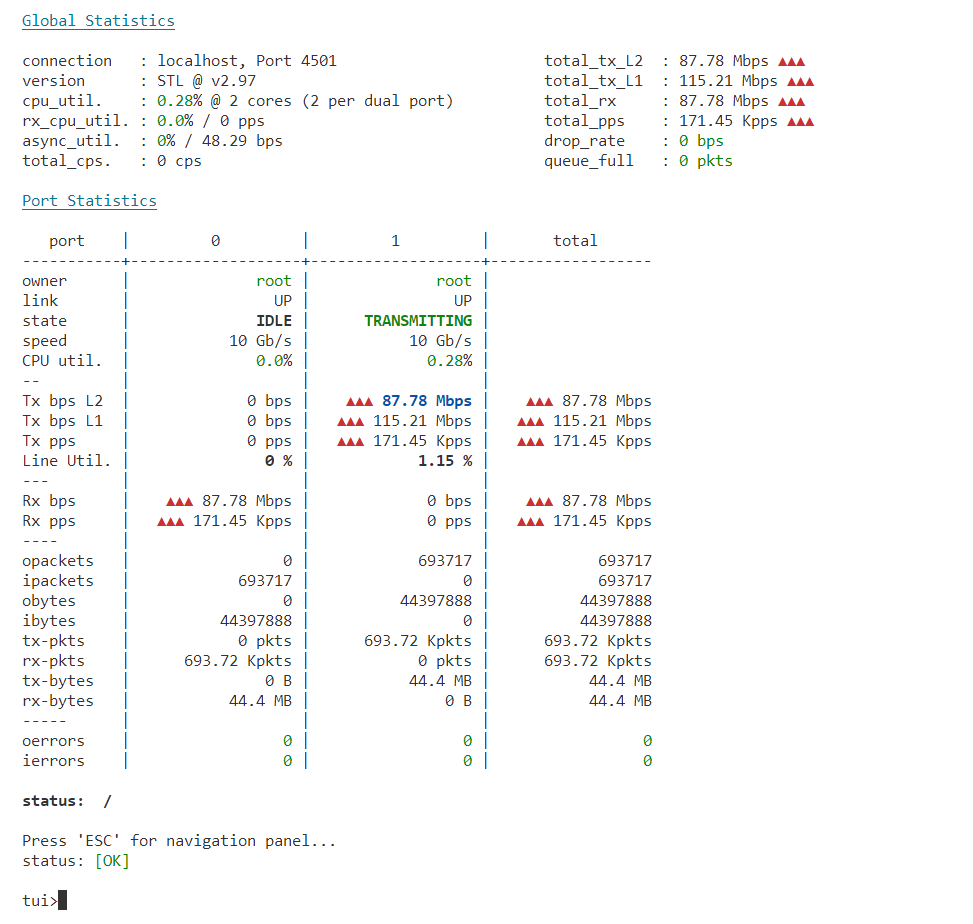 Global Statistics

connection   : localhost, Port 4501                       total_tx_L2  : 87.78 Mbps ▲▲▲
version      : STL @ v2.97                                total_tx_L1  : 115.21 Mbps ▲▲▲
cpu_util.    : 0.28% @ 2 cores (2 per dual port)          total_rx     : 87.78 Mbps ▲▲▲
rx_cpu_util. : 0.0% / 0 pps                               total_pps    : 171.45 Kpps ▲▲▲
async_util.  : 0% / 48.29 bps                             drop_rate    : 0 bps
total_cps.   : 0 cps                                      queue_full   : 0 pkts

Port Statistics

   port    |         0         |         1         |       total
-----------+-------------------+-------------------+------------------
owner      |              root |              root |
link       |                UP |                UP |
state      |              IDLE |      TRANSMITTING |
speed      |           10 Gb/s |           10 Gb/s |
CPU util.  |              0.0% |             0.28% |
--         |                   |                   |
Tx bps L2  |             0 bps |    ▲▲▲ 87.78 Mbps |    ▲▲▲ 87.78 Mbps
Tx bps L1  |             0 bps |   ▲▲▲ 115.21 Mbps |   ▲▲▲ 115.21 Mbps
Tx pps     |             0 pps |   ▲▲▲ 171.45 Kpps |   ▲▲▲ 171.45 Kpps
Line Util. |               0 % |            1.15 % |
---        |                   |                   |
Rx bps     |    ▲▲▲ 87.78 Mbps |             0 bps |    ▲▲▲ 87.78 Mbps
Rx pps     |   ▲▲▲ 171.45 Kpps |             0 pps |   ▲▲▲ 171.45 Kpps
----       |                   |                   |
opackets   |                 0 |            693717 |            693717
ipackets   |            693717 |                 0 |            693717
obytes     |                 0 |          44397888 |          44397888
ibytes     |          44397888 |                 0 |          44397888
tx-pkts    |            0 pkts |      693.72 Kpkts |      693.72 Kpkts
rx-pkts    |      693.72 Kpkts |            0 pkts |      693.72 Kpkts
tx-bytes   |               0 B |           44.4 MB |           44.4 MB
rx-bytes   |           44.4 MB |               0 B |           44.4 MB
-----      |                   |                   |
oerrors    |                 0 |                 0 |                 0
ierrors    |                 0 |                 0 |                 0

status:  /

Press 'ESC' for navigation panel...
status: [OK]

tui>